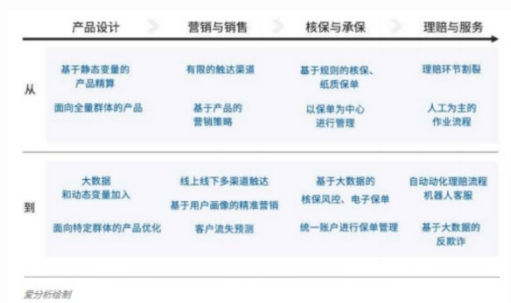 产品设计 营销与销售 核保与承保 理赔与服务
从
基于静态变量的
产品精算
面向全量群体的产品
有限的触达渠道
基于产品的
营销策略
基于规则的核保、
纸质保单
以保单为中心
进行管理
理赔环节割裂
人工为主的
作业流程
到
大数据
和动态变量加入
面向特定群体的产品优化
线上线下多渠道触达
基于用户画像的精准营销
客户流失预测
基于大数据的
核保风控、电子保单
统一账户进行保单管理
自动动化理赔流程
机器人客服
基于大数据的
反欺诈
爱分析绘制